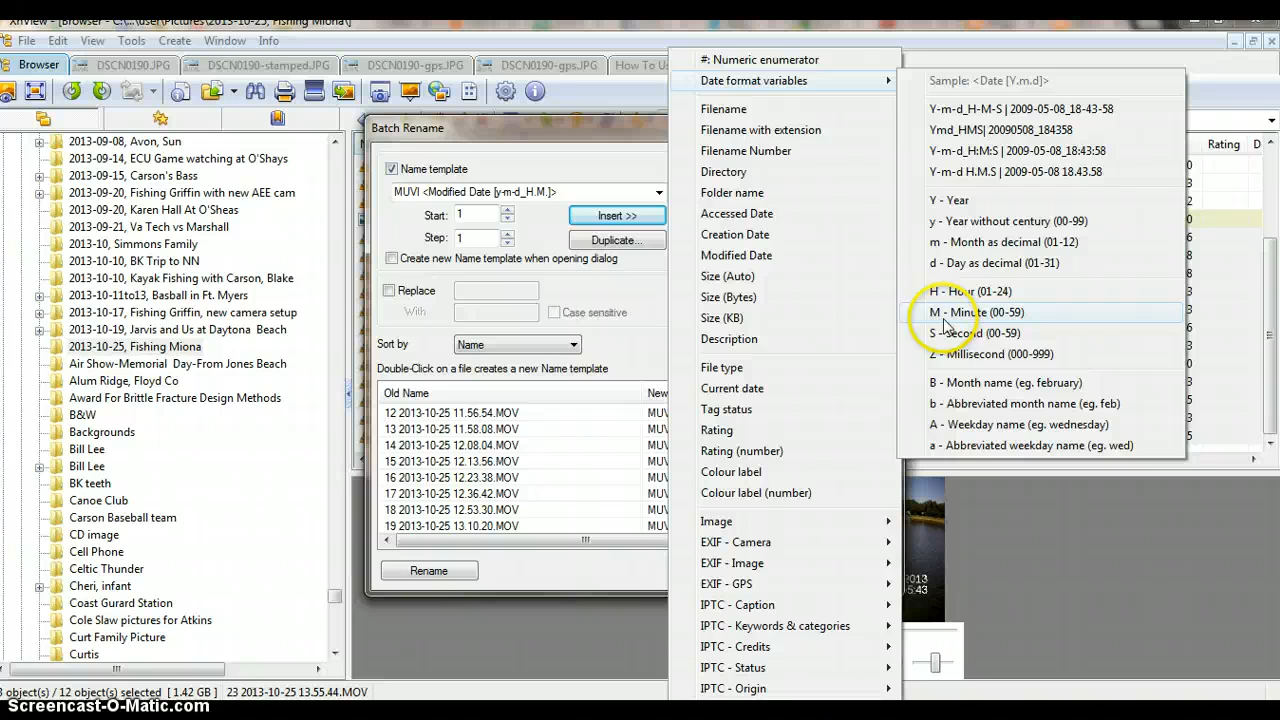 XnView - [Browser - C:\...\user\Pictures\2013-10-25, Fishing Miona\]
File Edit View Tools Create Window Info
Browser DSCN0190.JPG DSCN0190-stamped.JPG DSCN0190-gps.JPG DSCN0190-gps.JPG How To Us
Rating D
2013-09-08, Avon, Sun
2013-09-14, ECU Game watching at O'Shays
2013-09-15, Carson's Bass
2013-09-20, Fishing Griffin with new AEE cam
2013-09-20, Karen Hall At O'Sheas
2013-09-21, Va Tech vs Marshall
2013-10, Simmons Family
2013-10, BK Trip to NN
2013-10, Kayak Fishing with Carson, Blake
2013-10-11to13, Basball in Ft. Myers
2013-10-17, Fishing Griffin, new camera setup
2013-10-19, Jarvis and Us at Daytona Beach
2013-10-25, Fishing Miona
Air Show-Memorial Day-From Jones Beach
Alum Ridge, Floyd Co
Award For Brittle Fracture Design Methods
B&W
Backgrounds
Bill Lee
Bill Lee
BK teeth
Canoe Club
Carson Baseball team
CD image
Cell Phone
Celtic Thunder
Cheri, infant
Coast Gurard Station
Cole Slaw pictures for Atkins
Curt Family Picture
Curtis
Batch Rename
Name template
MUVI <Modified Date [y-m-d_H.M.]>
Start: 1
Insert >>
Step: 1
Duplicate...
Create new Name template when opening dialog
Replace
With
Case sensitive
Sort by Name
Double-Click on a file creates a new Name template
Old Name New
12 2013-10-25 11.56.54.MOV MUV
13 2013-10-25 11.58.08.MOV MUV
14 2013-10-25 12.08.04.MOV MUV
15 2013-10-25 12.13.56.MOV MUV
16 2013-10-25 12.23.38.MOV MUV
17 2013-10-25 12.36.42.MOV MUV
18 2013-10-25 12.53.30.MOV MUV
19 2013-10-25 13.10.20.MOV MUV
Rename
#: Numeric enumerator
Date format variables
Filename
Filename with extension
Filename Number
Directory
Folder name
Accessed Date
Creation Date
Modified Date
Size (Auto)
Size (Bytes)
Size (KB)
Description
File type
Current date
Tag status
Rating
Rating (number)
Colour label
Colour label (number)
Image
EXIF - Camera
EXIF - Image
EXIF - GPS
IPTC - Caption
IPTC - Keywords & categories
IPTC - Credits
IPTC - Status
IPTC - Origin
Sample: <Date [Y.m.d]>
Y-m-d_H-M-S | 2009-05-08_18-43-58
Ymd_HMS| 20090508_184358
Y-m-d_H:M:S | 2009-05-08_18:43:58
Y-m-d H.M.S | 2009-05-08 18.43.58
Y - Year
y - Year without century (00-99)
m - Month as decimal (01-12)
d - Day as decimal (01-31)
H - Hour (01-24)
M - Minute (00-59)
S - Second (00-59)
Z - Millisecond (000-999)
B - Month name (eg. february)
b - Abbreviated month name (eg. feb)
A - Weekday name (eg. wednesday)
a - Abbreviated weekday name (eg. wed)
2013
05:43
object(s) / 12 object(s) selected [ 1.42 GB ] 23 2013-10-25 13.55.44.MOV
Screencast-O-Matic.com